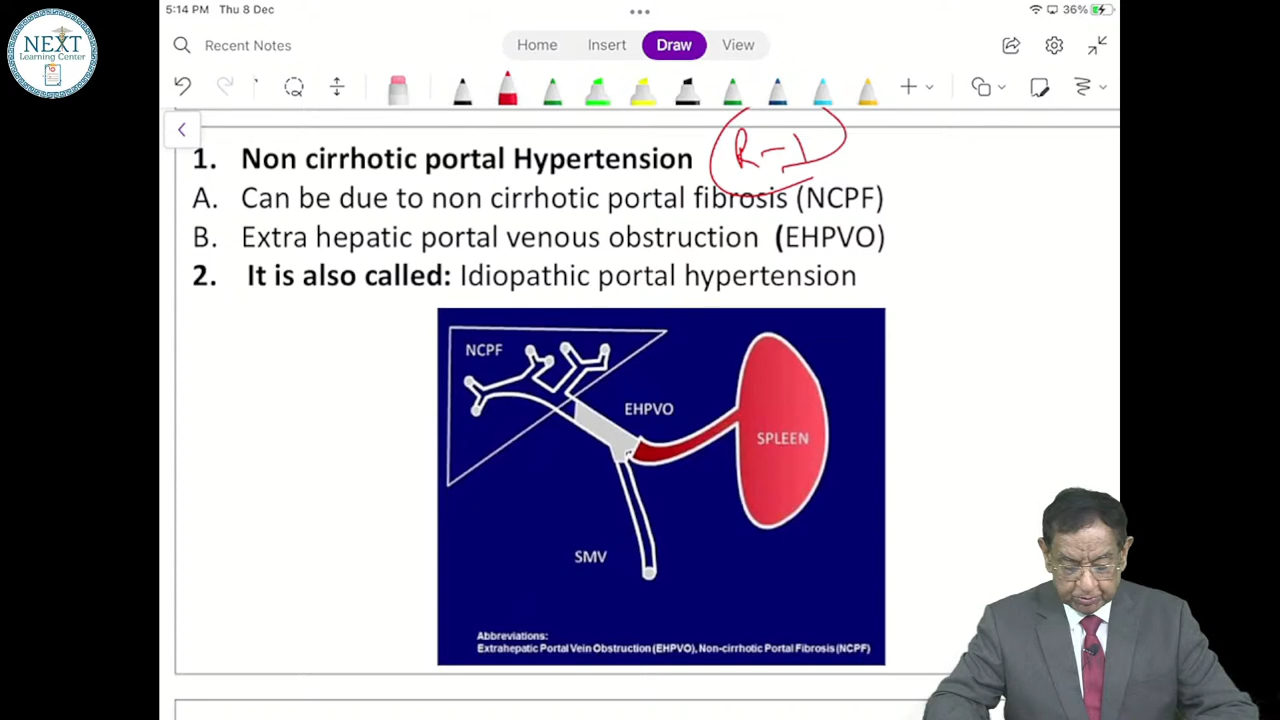 5:14 PM Thu 8 Dec
36%
NEXT
Learning Center
Recent Notes
Home Insert Draw View
R-1
1. Non cirrhotic portal Hypertension
A. Can be due to non cirrhotic portal fibrosis (NCPF)
B. Extra hepatic portal venous obstruction (EHPVO)
2. It is also called: Idiopathic portal hypertension
NCPF
EHPVO
SPLEEN
SMV
Abbreviations:
Extrahepatic Portal Vein Obstruction (EHPVO), Non-cirrhotic Portal Fibrosis (NCPF)